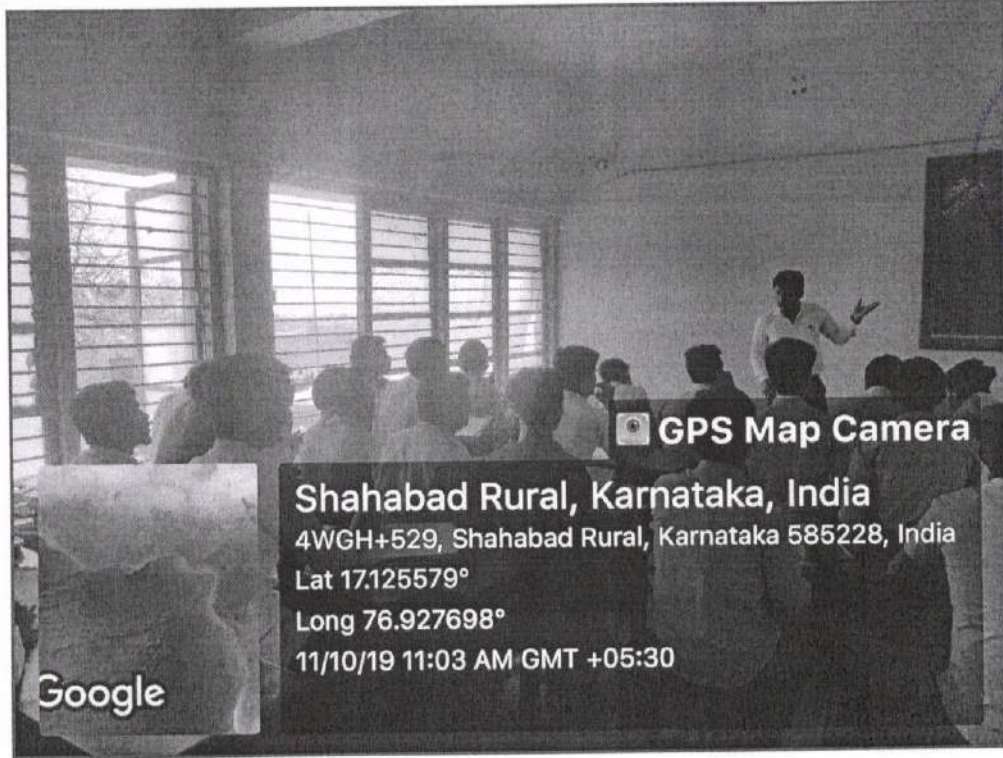 GPS Map Camera
Shahabad Rural, Karnataka, India
4WGH+529, Shahabad Rural, Karnataka 585228, India
Lat 17.125579°
Long 76.927698°
11/10/19 11:03 AM GMT +05:30
Google